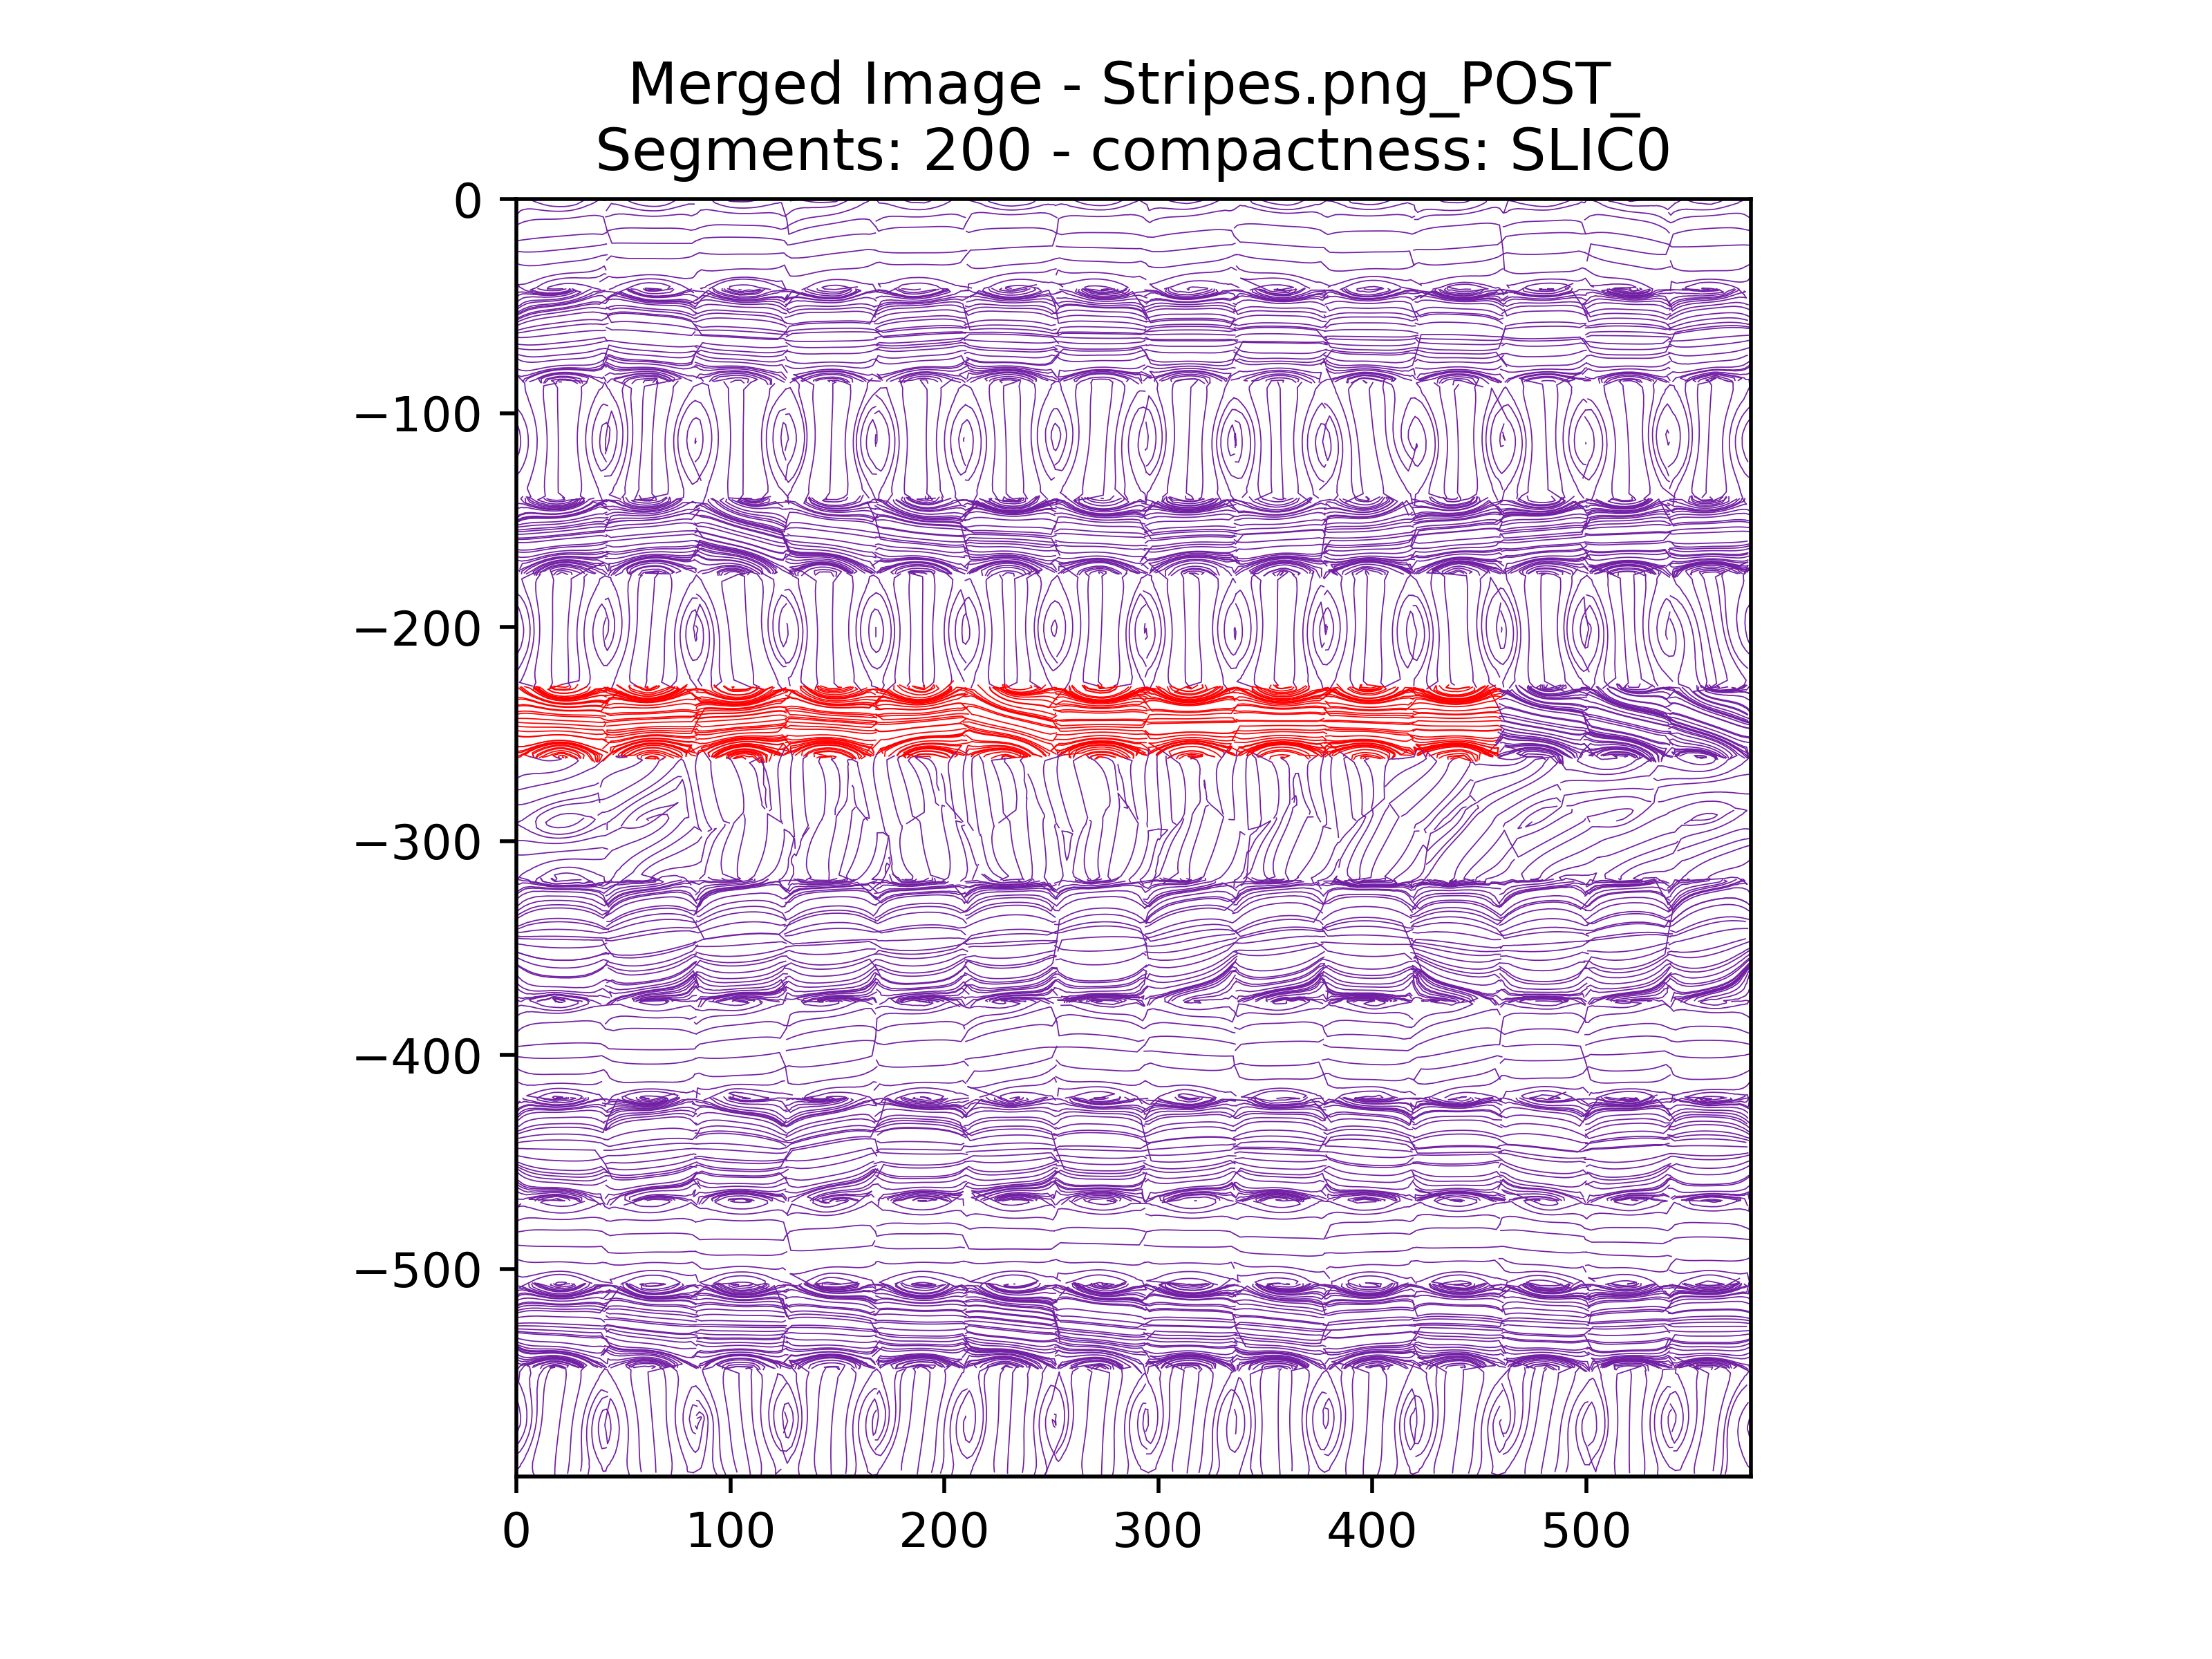 Merged Image - Stripes.png_POST_
Segments: 200 - compactness: SLIC0
0
−100
−200
−300
−400
−500
0 100 200 300 400 500